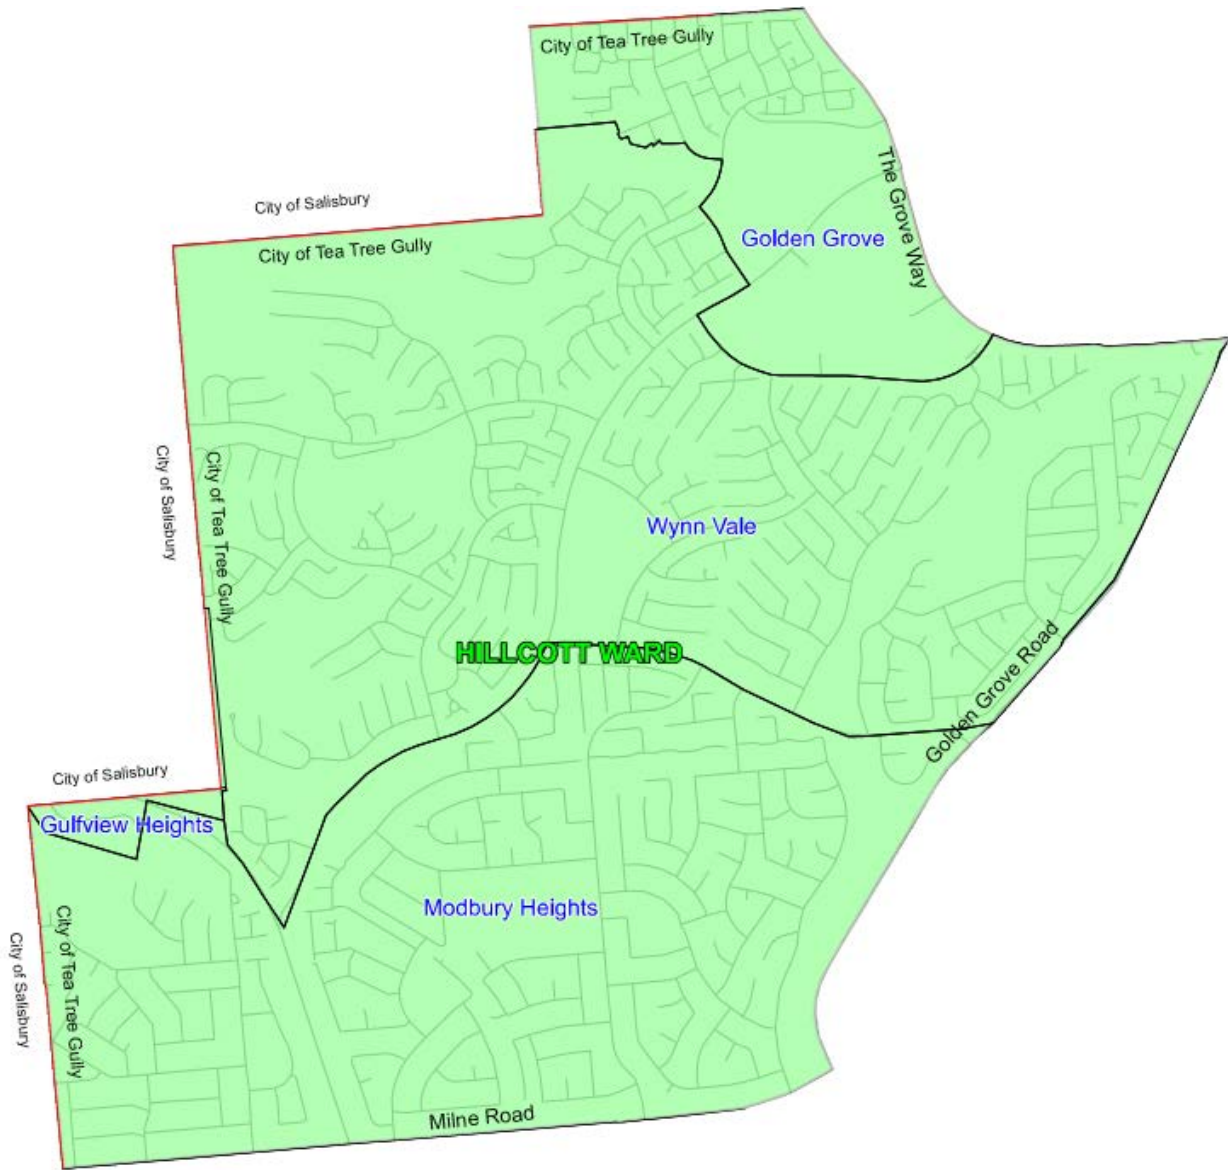 City of Tea Tree Gully
The Grove Way
City of Salisbury
City of Tea Tree Gully
Golden Grove
City of Salisbury
City of Tea Tree Gully
Wynn Vale
HILLCOTT WARD
Golden Grove Road
City of Salisbury
Gulfview Heights
Modbury Heights
City of Salisbury
City of Tea Tree Gully
Milne Road